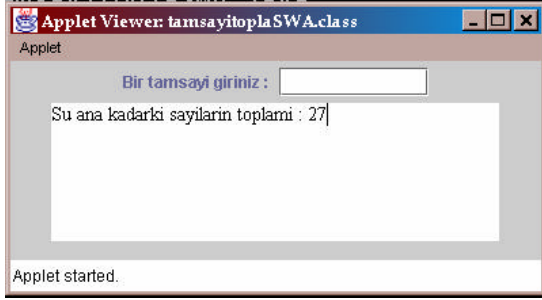 Applet Viewer: tamsayitoplaSWA.class
Applet
Bir tamsayi giriniz :
Su ana kadarki sayilarin toplami : 27
Applet started.